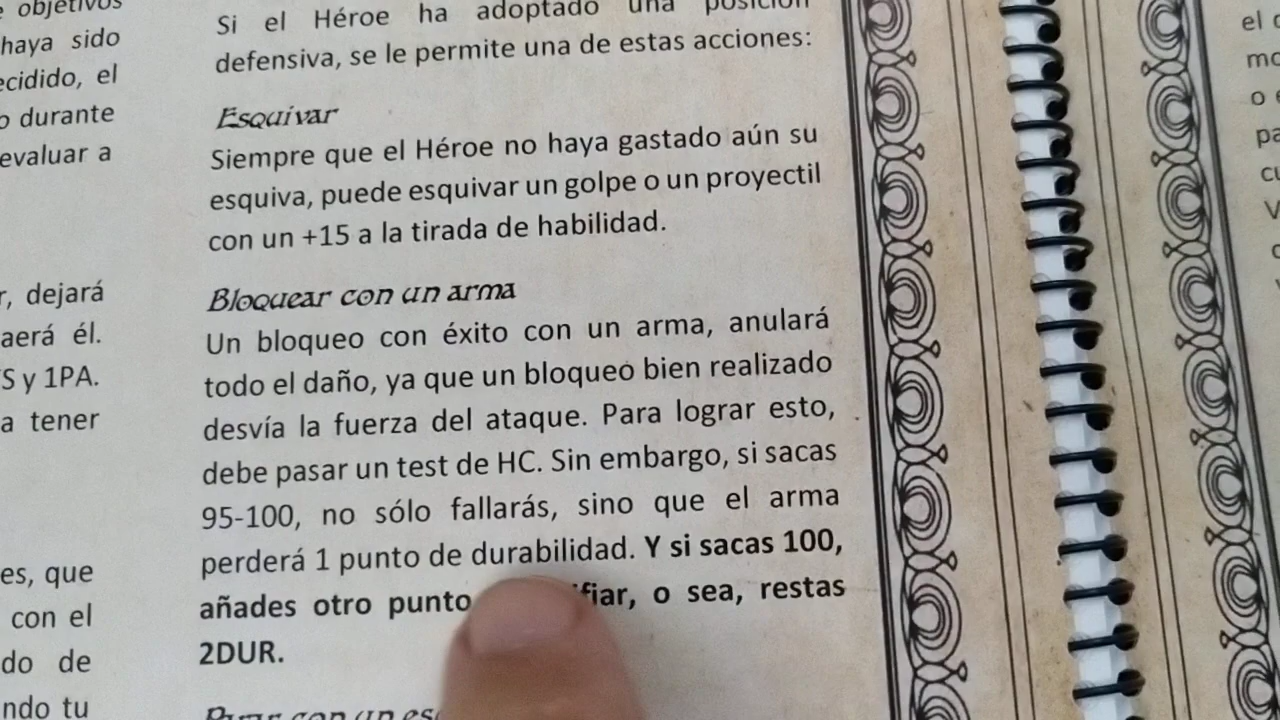 objetivos
haya sido
ecidido, el
o durante
evaluar a
r, dejará
aerá él.
S y 1PA.
a tener
es, que
con el
do de
ndo tu
Si el Héroe ha adoptado una posición
defensiva, se le permite una de estas acciones:
Esquivar
Siempre que el Héroe no haya gastado aún su
esquiva, puede esquivar un golpe o un proyectil
con un +15 a la tirada de habilidad.
Bloquear con un arma
Un bloqueo con éxito con un arma, anulará
todo el daño, ya que un bloqueo bien realizado
desvía la fuerza del ataque. Para lograr esto,
debe pasar un test de HC. Sin embargo, si sacas
95-100, no sólo fallarás, sino que el arma
perderá 1 punto de durabilidad. Y si sacas 100,
añades otro punto fiar, o sea, restas
2DUR.
Parar con un es
el